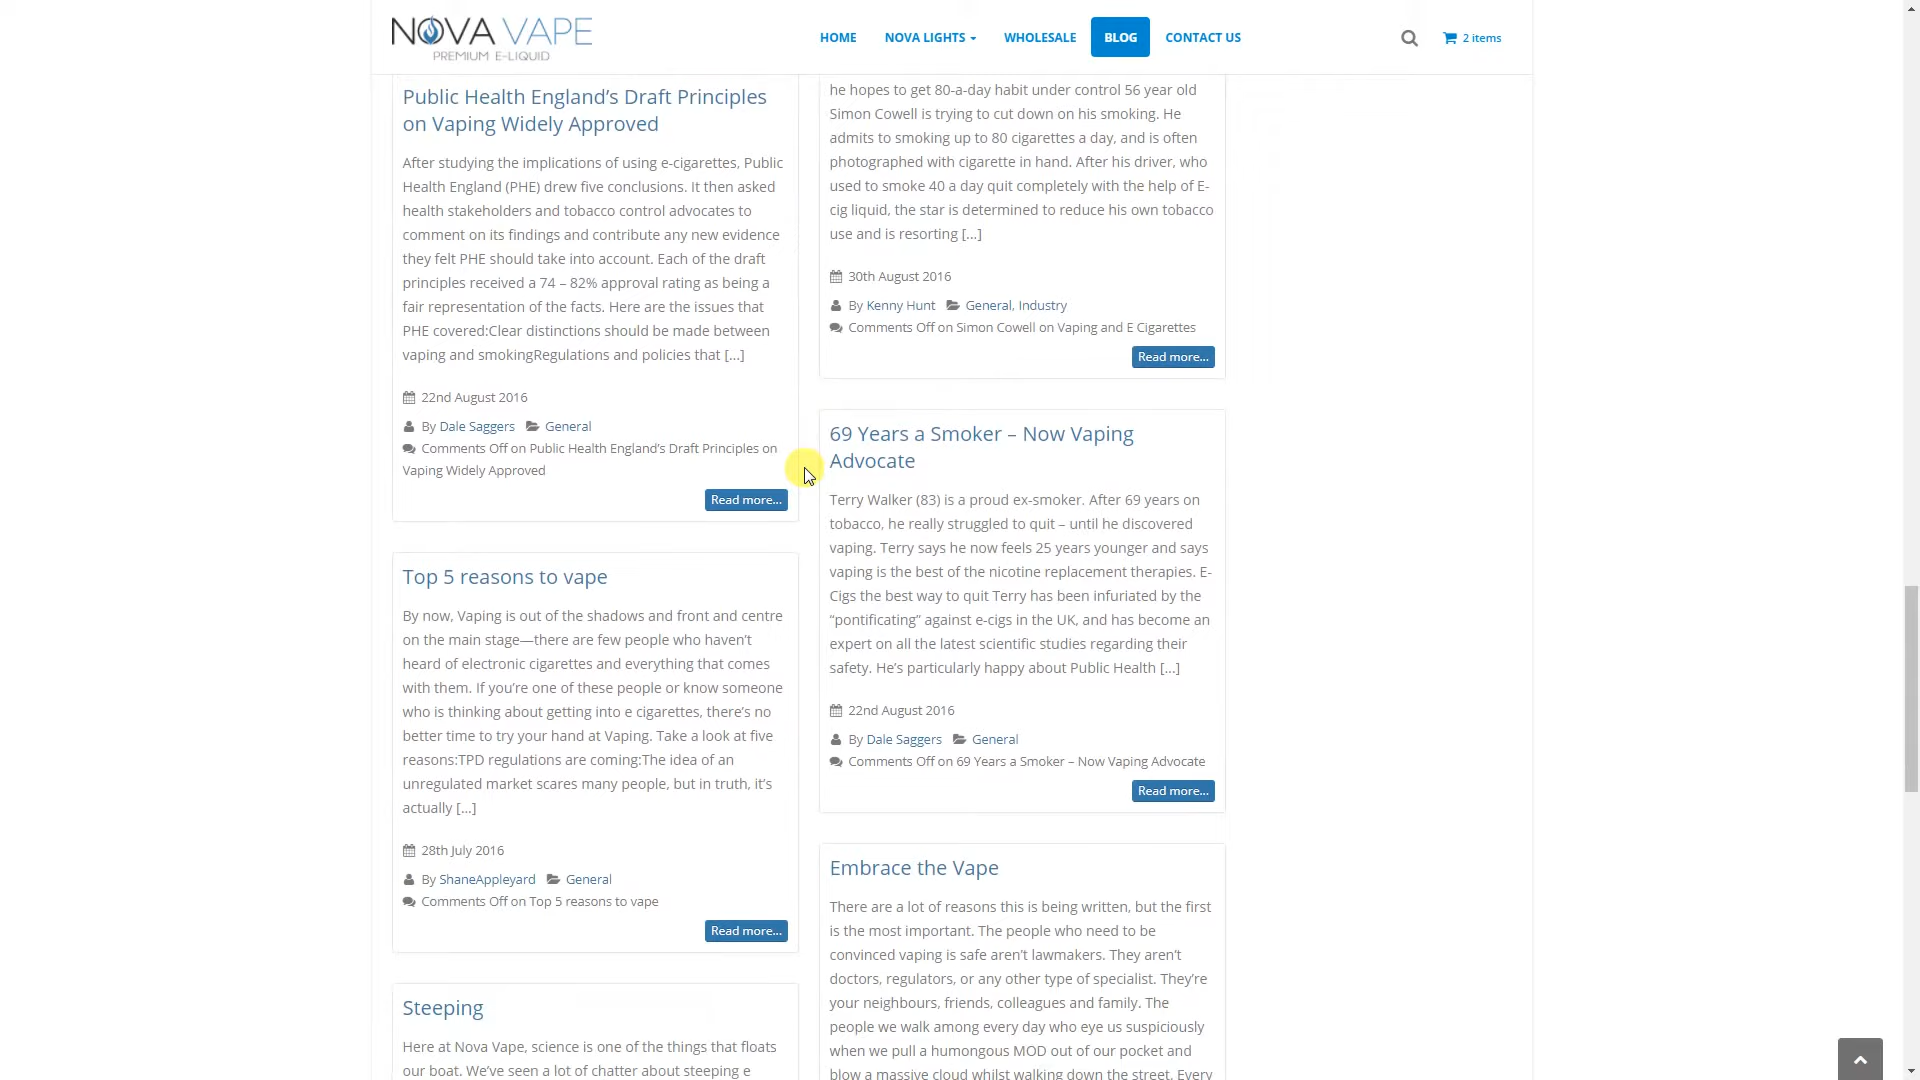 NOVA VAPE
PREMIUM E-LIQUID
HOME
NOVA LIGHTS
WHOLESALE
BLOG
CONTACT US
2 items
Public Health England’s Draft Principles
on Vaping Widely Approved
After studying the implications of using e-cigarettes, Public
Health England (PHE) drew five conclusions. It then asked
health stakeholders and tobacco control advocates to
comment on its findings and contribute any new evidence
they felt PHE should take into account. Each of the draft
principles received a 74 – 82% approval rating as being a
fair representation of the facts. Here are the issues that
PHE covered:Clear distinctions should be made between
vaping and smokingRegulations and policies that [...]
22nd August 2016
By Dale Saggers General
Comments Off on Public Health England’s Draft Principles on
Vaping Widely Approved
Read more...
Top 5 reasons to vape
By now, Vaping is out of the shadows and front and centre
on the main stage—there are few people who haven’t
heard of electronic cigarettes and everything that comes
with them. If you’re one of these people or know someone
who is thinking about getting into e cigarettes, there’s no
better time to try your hand at Vaping. Take a look at five
reasons:TPD regulations are coming:The idea of an
unregulated market scares many people, but in truth, it’s
actually [...]
28th July 2016
By ShaneAppleyard General
Comments Off on Top 5 reasons to vape
Read more...
Steeping
Here at Nova Vape, science is one of the things that floats
our boat. We’ve seen a lot of chatter about steeping e
he hopes to get 80-a-day habit under control 56 year old
Simon Cowell is trying to cut down on his smoking. He
admits to smoking up to 80 cigarettes a day, and is often
photographed with cigarette in hand. After his driver, who
used to smoke 40 a day quit completely with the help of E-
cig liquid, the star is determined to reduce his own tobacco
use and is resorting [...]
30th August 2016
By Kenny Hunt General, Industry
Comments Off on Simon Cowell on Vaping and E Cigarettes
Read more...
69 Years a Smoker – Now Vaping
Advocate
Terry Walker (83) is a proud ex-smoker. After 69 years on
tobacco, he really struggled to quit – until he discovered
vaping. Terry says he now feels 25 years younger and says
vaping is the best of the nicotine replacement therapies. E-
Cigs the best way to quit Terry has been infuriated by the
“pontificating” against e-cigs in the UK, and has become an
expert on all the latest scientific studies regarding their
safety. He’s particularly happy about Public Health [...]
22nd August 2016
By Dale Saggers General
Comments Off on 69 Years a Smoker – Now Vaping Advocate
Read more...
Embrace the Vape
There are a lot of reasons this is being written, but the first
is the most important. The people who need to be
convinced vaping is safe aren’t lawmakers. They aren’t
doctors, regulators, or any other type of specialist. They’re
your neighbours, friends, colleagues and family. The
people we walk among every day who eye us suspiciously
when we pull a humongous MOD out of our pocket and
blow a massive cloud whilst walking down the street. Every